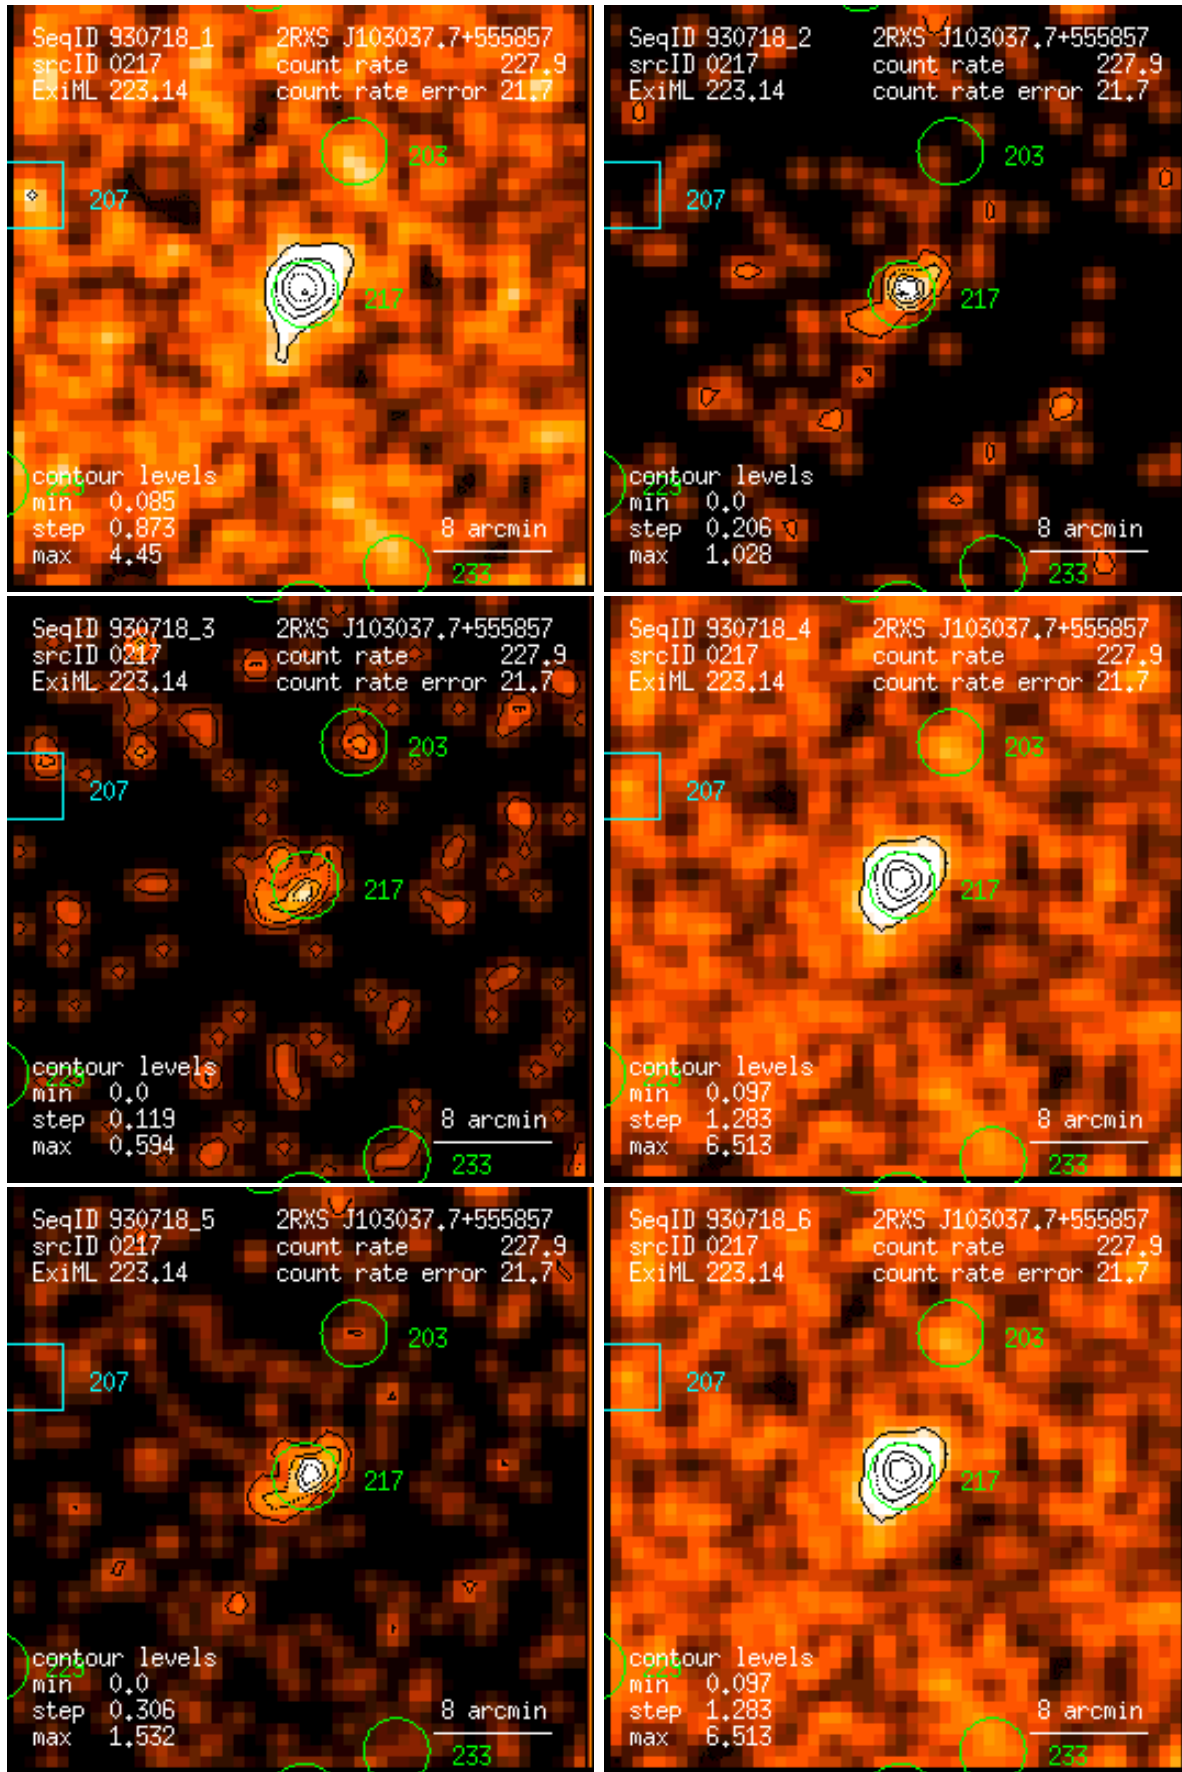 SeqID 930718_1 2RXS J103037.7+555857
srcID 0217 count rate 227.9
ExiML 223.14 count rate error 21.7
203
207
217
contour levels
229
min 0.085
step 0.873 8 arcmin
max 4.45 233
SeqID 930718_2 2RXS J103037.7+555857
srcID 0217 count rate 227.9
ExiML 223.14 count rate error 21.7
203
207
217
contour levels
229
min 0.0
step 0.206 8 arcmin
max 1.028 233
SeqID 930718_3 2RXS J103037.7+555857
srcID 0217 count rate 227.9
ExiML 223.14 count rate error 21.7
203
207
217
contour levels
229
min 0.0
step 0.119 8 arcmin
max 0.594 233
SeqID 930718_4 2RXS J103037.7+555857
srcID 0217 count rate 227.9
ExiML 223.14 count rate error 21.7
203
207
217
contour levels
229
min 0.097
step 1.283 8 arcmin
max 6.513 233
SeqID 930718_5 2RXS J103037.7+555857
srcID 0217 count rate 227.9
ExiML 223.14 count rate error 21.7
203
207
217
contour levels
229
min 0.0
step 0.306 8 arcmin
max 1.532 233
SeqID 930718_6 2RXS J103037.7+555857
srcID 0217 count rate 227.9
ExiML 223.14 count rate error 21.7
203
207
217
contour levels
229
min 0.097
step 1.283 8 arcmin
max 6.513 233